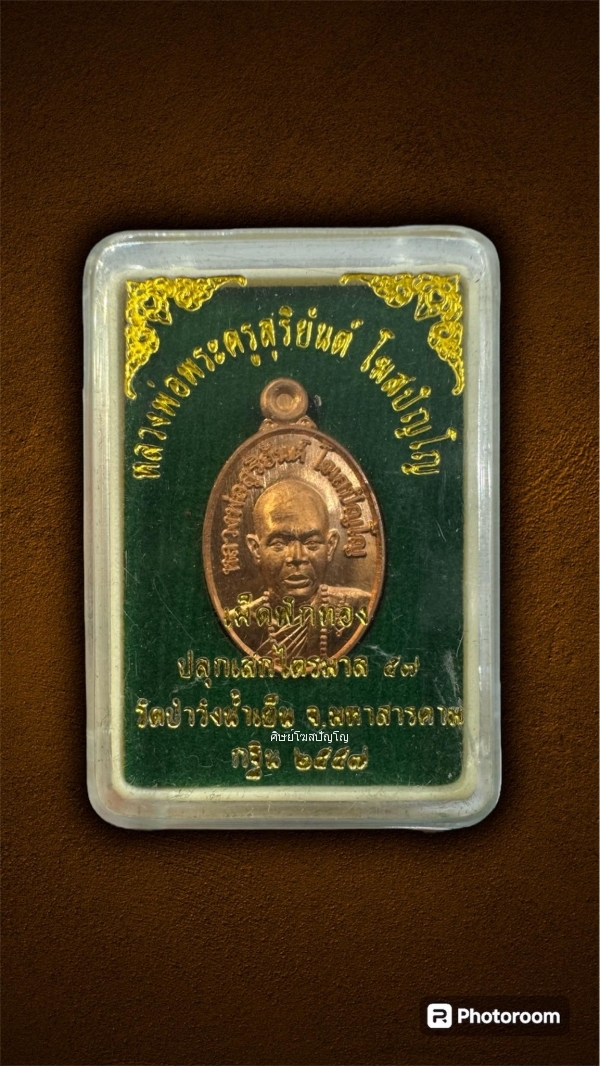 หลวงพ่อพระครูสุริยันต์ โฆสปัญโญ
หลวงพ่อสุริยันต์ โฆสปัญโญ
เม็ดฟักทอง
ปลุกเสกไตรมาส ๕๗
วัดป่าวังน้ำเย็น จ.มหาสารคาม
ศิษย์โฆสปัญโญ
กฐิน ๒๕๕๗
Photoroom